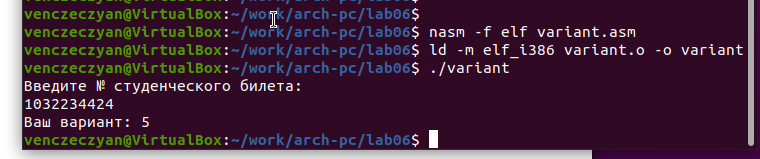 venczeczyan@VirtualBox:~/work/arch-pc/lab06$
venczeczyan@VirtualBox:~/work/arch-pc/lab06$ nasm -f elf variant.asm
venczeczyan@VirtualBox:~/work/arch-pc/lab06$ ld -m elf_i386 variant.o -o variant
venczeczyan@VirtualBox:~/work/arch-pc/lab06$ ./variant
Введите № студенческого билета:
1032234424
Ваш вариант: 5
venczeczyan@VirtualBox:~/work/arch-pc/lab06$